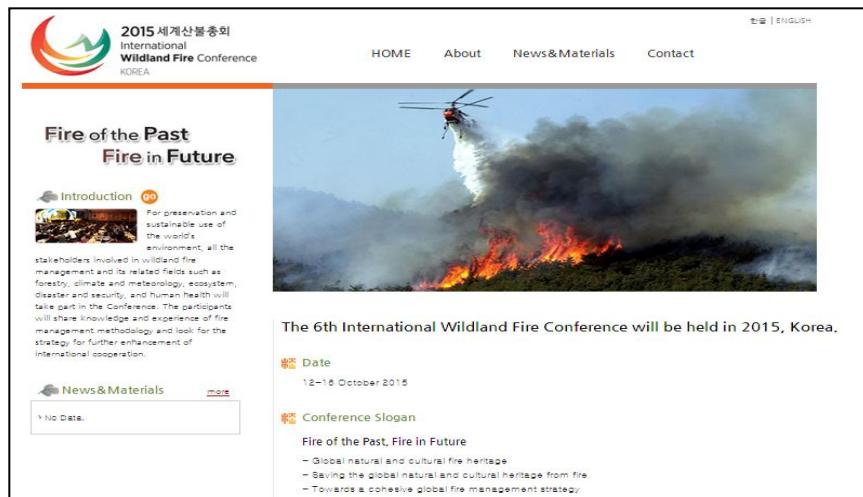 한글 | ENGLISH
2015 세계산불총회
International
Wildland Fire Conference
KOREA
HOME About News&Materials Contact
Fire of the Past
Fire in Future
Introduction go
For preservation and
sustainable use of
the world's
environment, all the
stakeholders involved in wildland fire
management and its related fields such as
forestry, climate and meteorology, ecosystem,
disaster and security, and human health will
take part in the Conference. The participants
will share knowledge and experience of fire
management methodology and look for the
strategy for further enhancement of
international cooperation.
News&Materials more
› No Data.
The 6th International Wildland Fire Conference will be held in 2015, Korea.
Date
12-16 October 2015
Conference Slogan
Fire of the Past, Fire in Future
- Global natural and cultural fire heritage
- Saving the global natural and cultural heritage from fire
- Towards a cohesive global fire management strategy